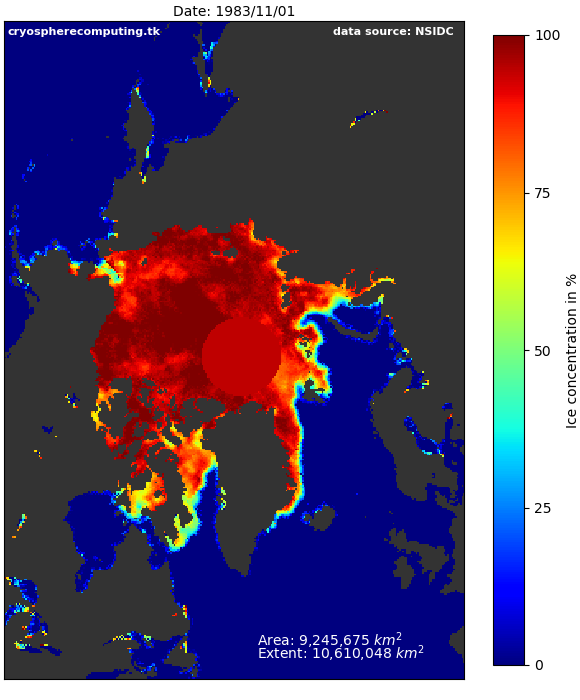 Date: 1983/11/01
cryospherecomputing.tk
data source: NSIDC
100
75
50
25
0
Ice concentration in %
Area: 9,245,675 km²
Extent: 10,610,048 km²